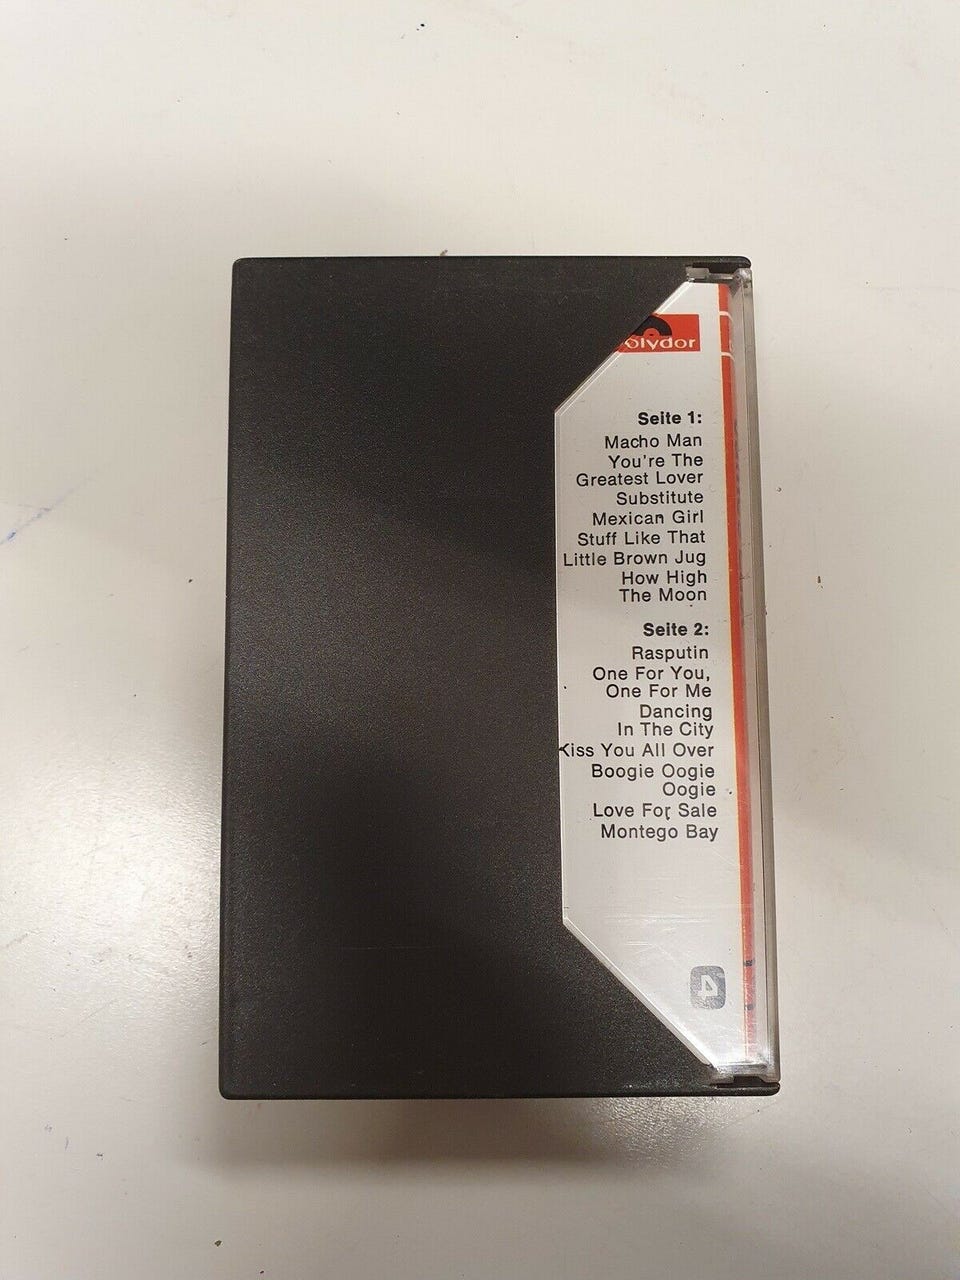 polydor
Seite 1:
Macho Man
You're The
Greatest Lover
Substitute
Mexican Girl
Stuff Like That
Little Brown Jug
How High
The Moon
Seite 2:
Rasputin
One For You,
One For Me
Dancing
In The City
Kiss You All Over
Boogie Oogie
Oogie
Love For Sale
Montego Bay